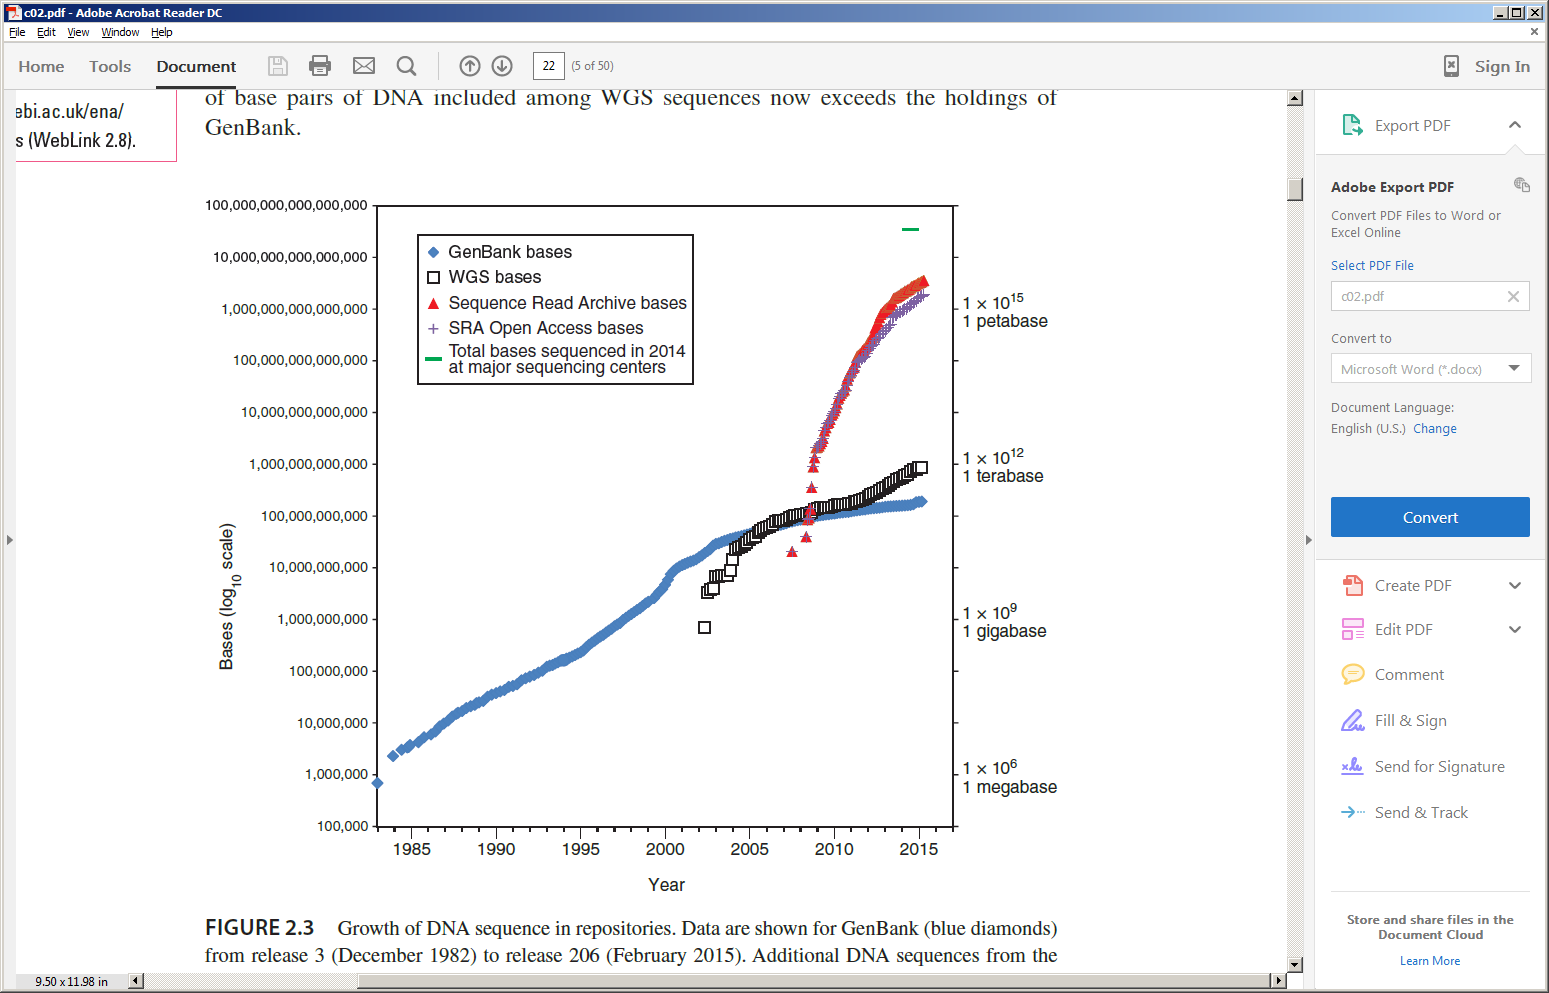 c02.pdf - Adobe Acrobat Reader DC
File Edit View Window Help
Home Tools Document 22 (5 of 50) Sign In
ebi.ac.uk/ena/
s (WebLink 2.8).
of base pairs of DNA included among WGS sequences now exceeds the holdings of
GenBank.
100,000,000,000,000,000
10,000,000,000,000,000
1,000,000,000,000,000
100,000,000,000,000
10,000,000,000,000
1,000,000,000,000
100,000,000,000
10,000,000,000
1,000,000,000
100,000,000
10,000,000
1,000,000
100,000
Bases (log10 scale)
GenBank bases
WGS bases
Sequence Read Archive bases
SRA Open Access bases
Total bases sequenced in 2014
at major sequencing centers
1 × 10^15
1 petabase
1 × 10^12
1 terabase
1 × 10^9
1 gigabase
1 × 10^6
1 megabase
1985 1990 1995 2000 2005 2010 2015
Year
FIGURE 2.3 Growth of DNA sequence in repositories. Data are shown for GenBank (blue diamonds)
from release 3 (December 1982) to release 206 (February 2015). Additional DNA sequences from the
9.50 x 11.98 in
Export PDF
Adobe Export PDF
Convert PDF Files to Word or
Excel Online
Select PDF File
c02.pdf
Convert to
Microsoft Word (*.docx)
Document Language:
English (U.S.) Change
Convert
Create PDF
Edit PDF
Comment
Fill & Sign
Send for Signature
Send & Track
Store and share files in the
Document Cloud
Learn More